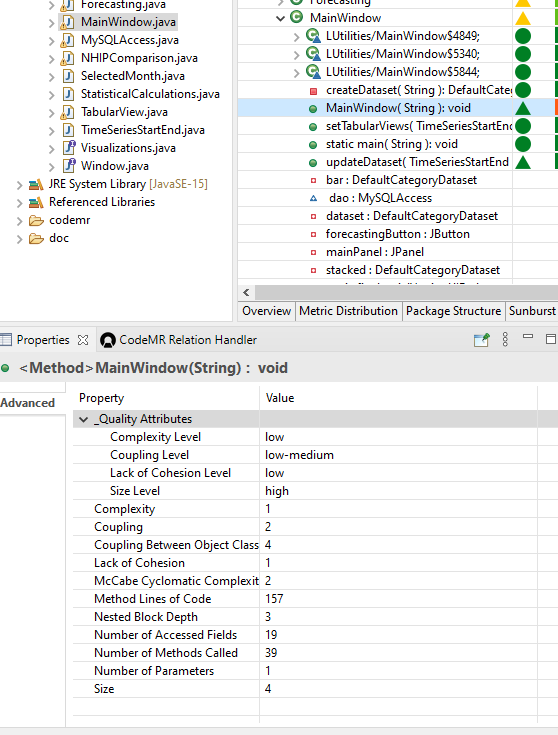 Forecasting.java
MainWindow.java
MySQLAccess.java
NHIPComparison.java
SelectedMonth.java
StatisticalCalculations.java
TabularView.java
TimeSeriesStartEnd.java
Visualizations.java
Window.java
JRE System Library [JavaSE-15]
Referenced Libraries
codemr
doc
Forecasting
MainWindow
LUtilities/MainWindow$4849;
LUtilities/MainWindow$5340;
LUtilities/MainWindow$5844;
createDataset( String ): DefaultCateg
MainWindow( String ): void
setTabularViews( TimeSeriesStartEnd
static main( String ): void
updateDataset( TimeSeriesStartEnd
bar : DefaultCategoryDataset
dao : MySQLAccess
dataset : DefaultCategoryDataset
forecastingButton : JButton
mainPanel : JPanel
stacked : DefaultCategoryDataset
Overview Metric Distribution Package Structure Sunburst
Properties CodeMR Relation Handler
<Method>MainWindow(String) : void
Advanced
Property Value
_Quality Attributes
Complexity Level low
Coupling Level low-medium
Lack of Cohesion Level low
Size Level high
Complexity 1
Coupling 2
Coupling Between Object Class 4
Lack of Cohesion 1
McCabe Cyclomatic Complexit 2
Method Lines of Code 157
Nested Block Depth 3
Number of Accessed Fields 19
Number of Methods Called 39
Number of Parameters 1
Size 4